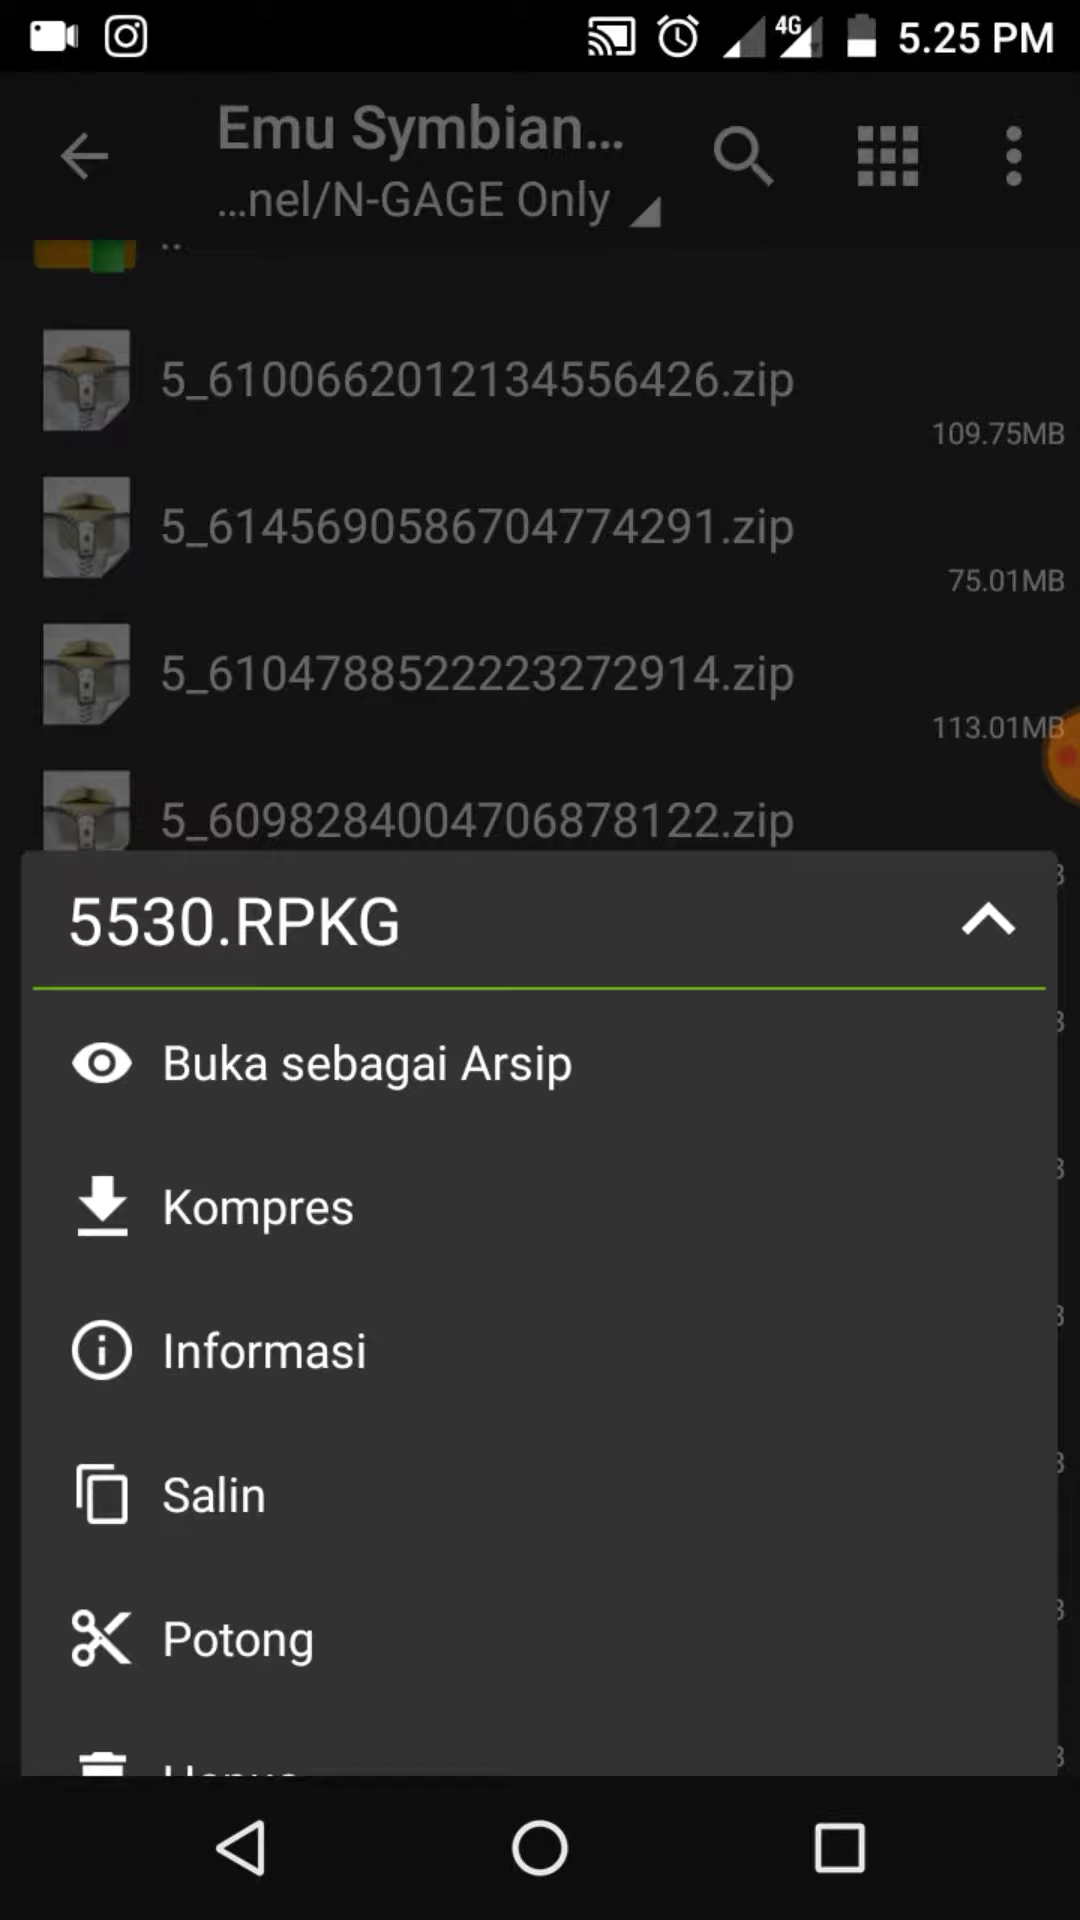 4G 5.25 PM
Emu Symbian...
...nel/N-GAGE Only
..
5_6100662012134556426.zip
109.75MB
5_6145690586704774291.zip
75.01MB
5_6104788522223272914.zip
113.01MB
5_6098284004706878122.zip
5530.RPKG
Buka sebagai Arsip
Kompres
Informasi
Salin
Potong